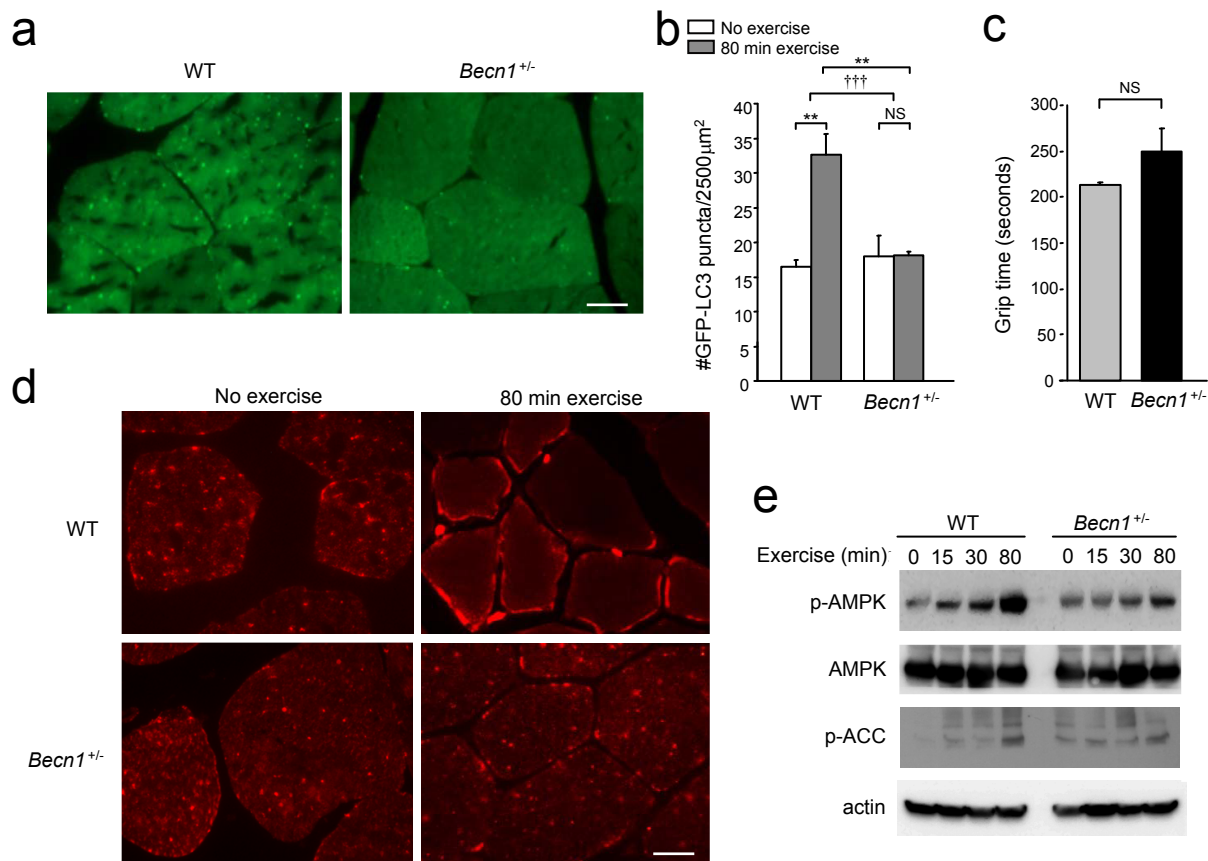 a
WT
Becn1+/-
b
No exercise
80 min exercise
**
†††
**
NS
#GFP-LC3 puncta/2500µm²
40
35
30
25
20
15
10
5
0
WT
Becn1+/-
c
NS
Grip time (seconds)
300
250
200
150
100
50
0
WT
Becn1+/-
d
No exercise
80 min exercise
WT
Becn1+/-
e
WT
Becn1+/-
Exercise (min)
0 15 30 80 0 15 30 80
p-AMPK
AMPK
p-ACC
actin